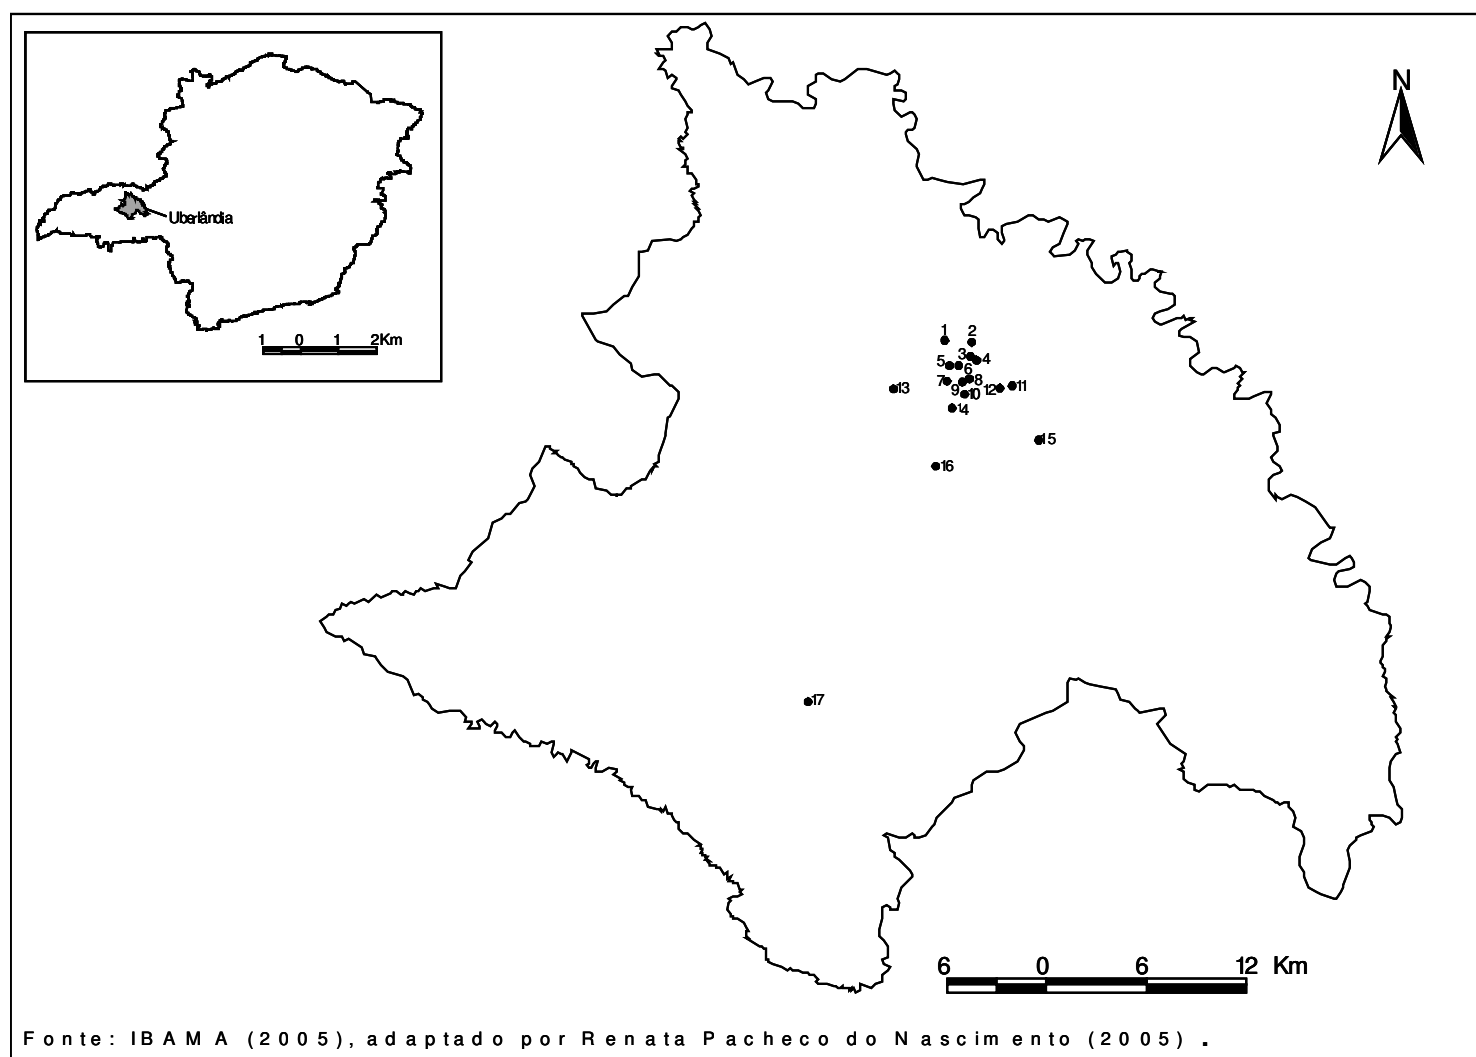 N
Uberlândia
1 0 1 2Km
1 2
3 4
5 6
7 8
9 10 12 11
13
14
15
16
17
6 0 6 12 Km
Fonte: IBAMA (2005), adaptado por Renata Pacheco do Nascimento (2005) .